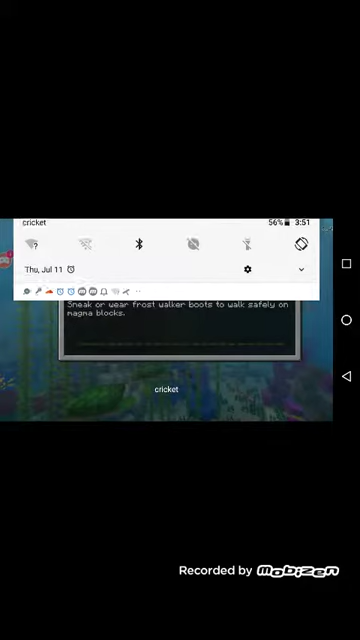 cricket
56%
3:51
Thu, Jul 11
Sneak or wear frost walker boots to walk safely on
magma blocks.
cricket
Recorded by mobizen